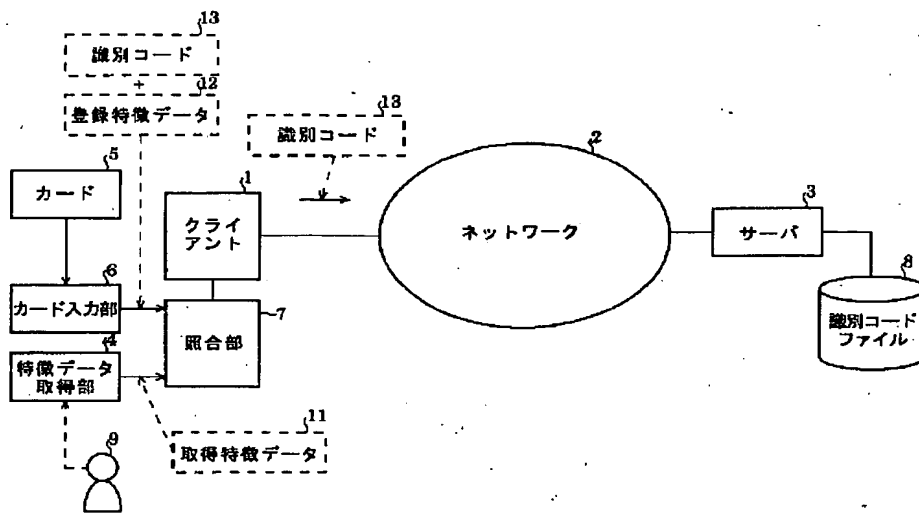 13
識別コード
+
12
登録特徴データ
13
識別コード
5
カード
1
クライ
アント
2
ネットワーク
3
サーバ
6
カード入力部
7
照合部
8
識別コード
ファイル
4
特徴データ
取得部
11
取得特徴データ
9